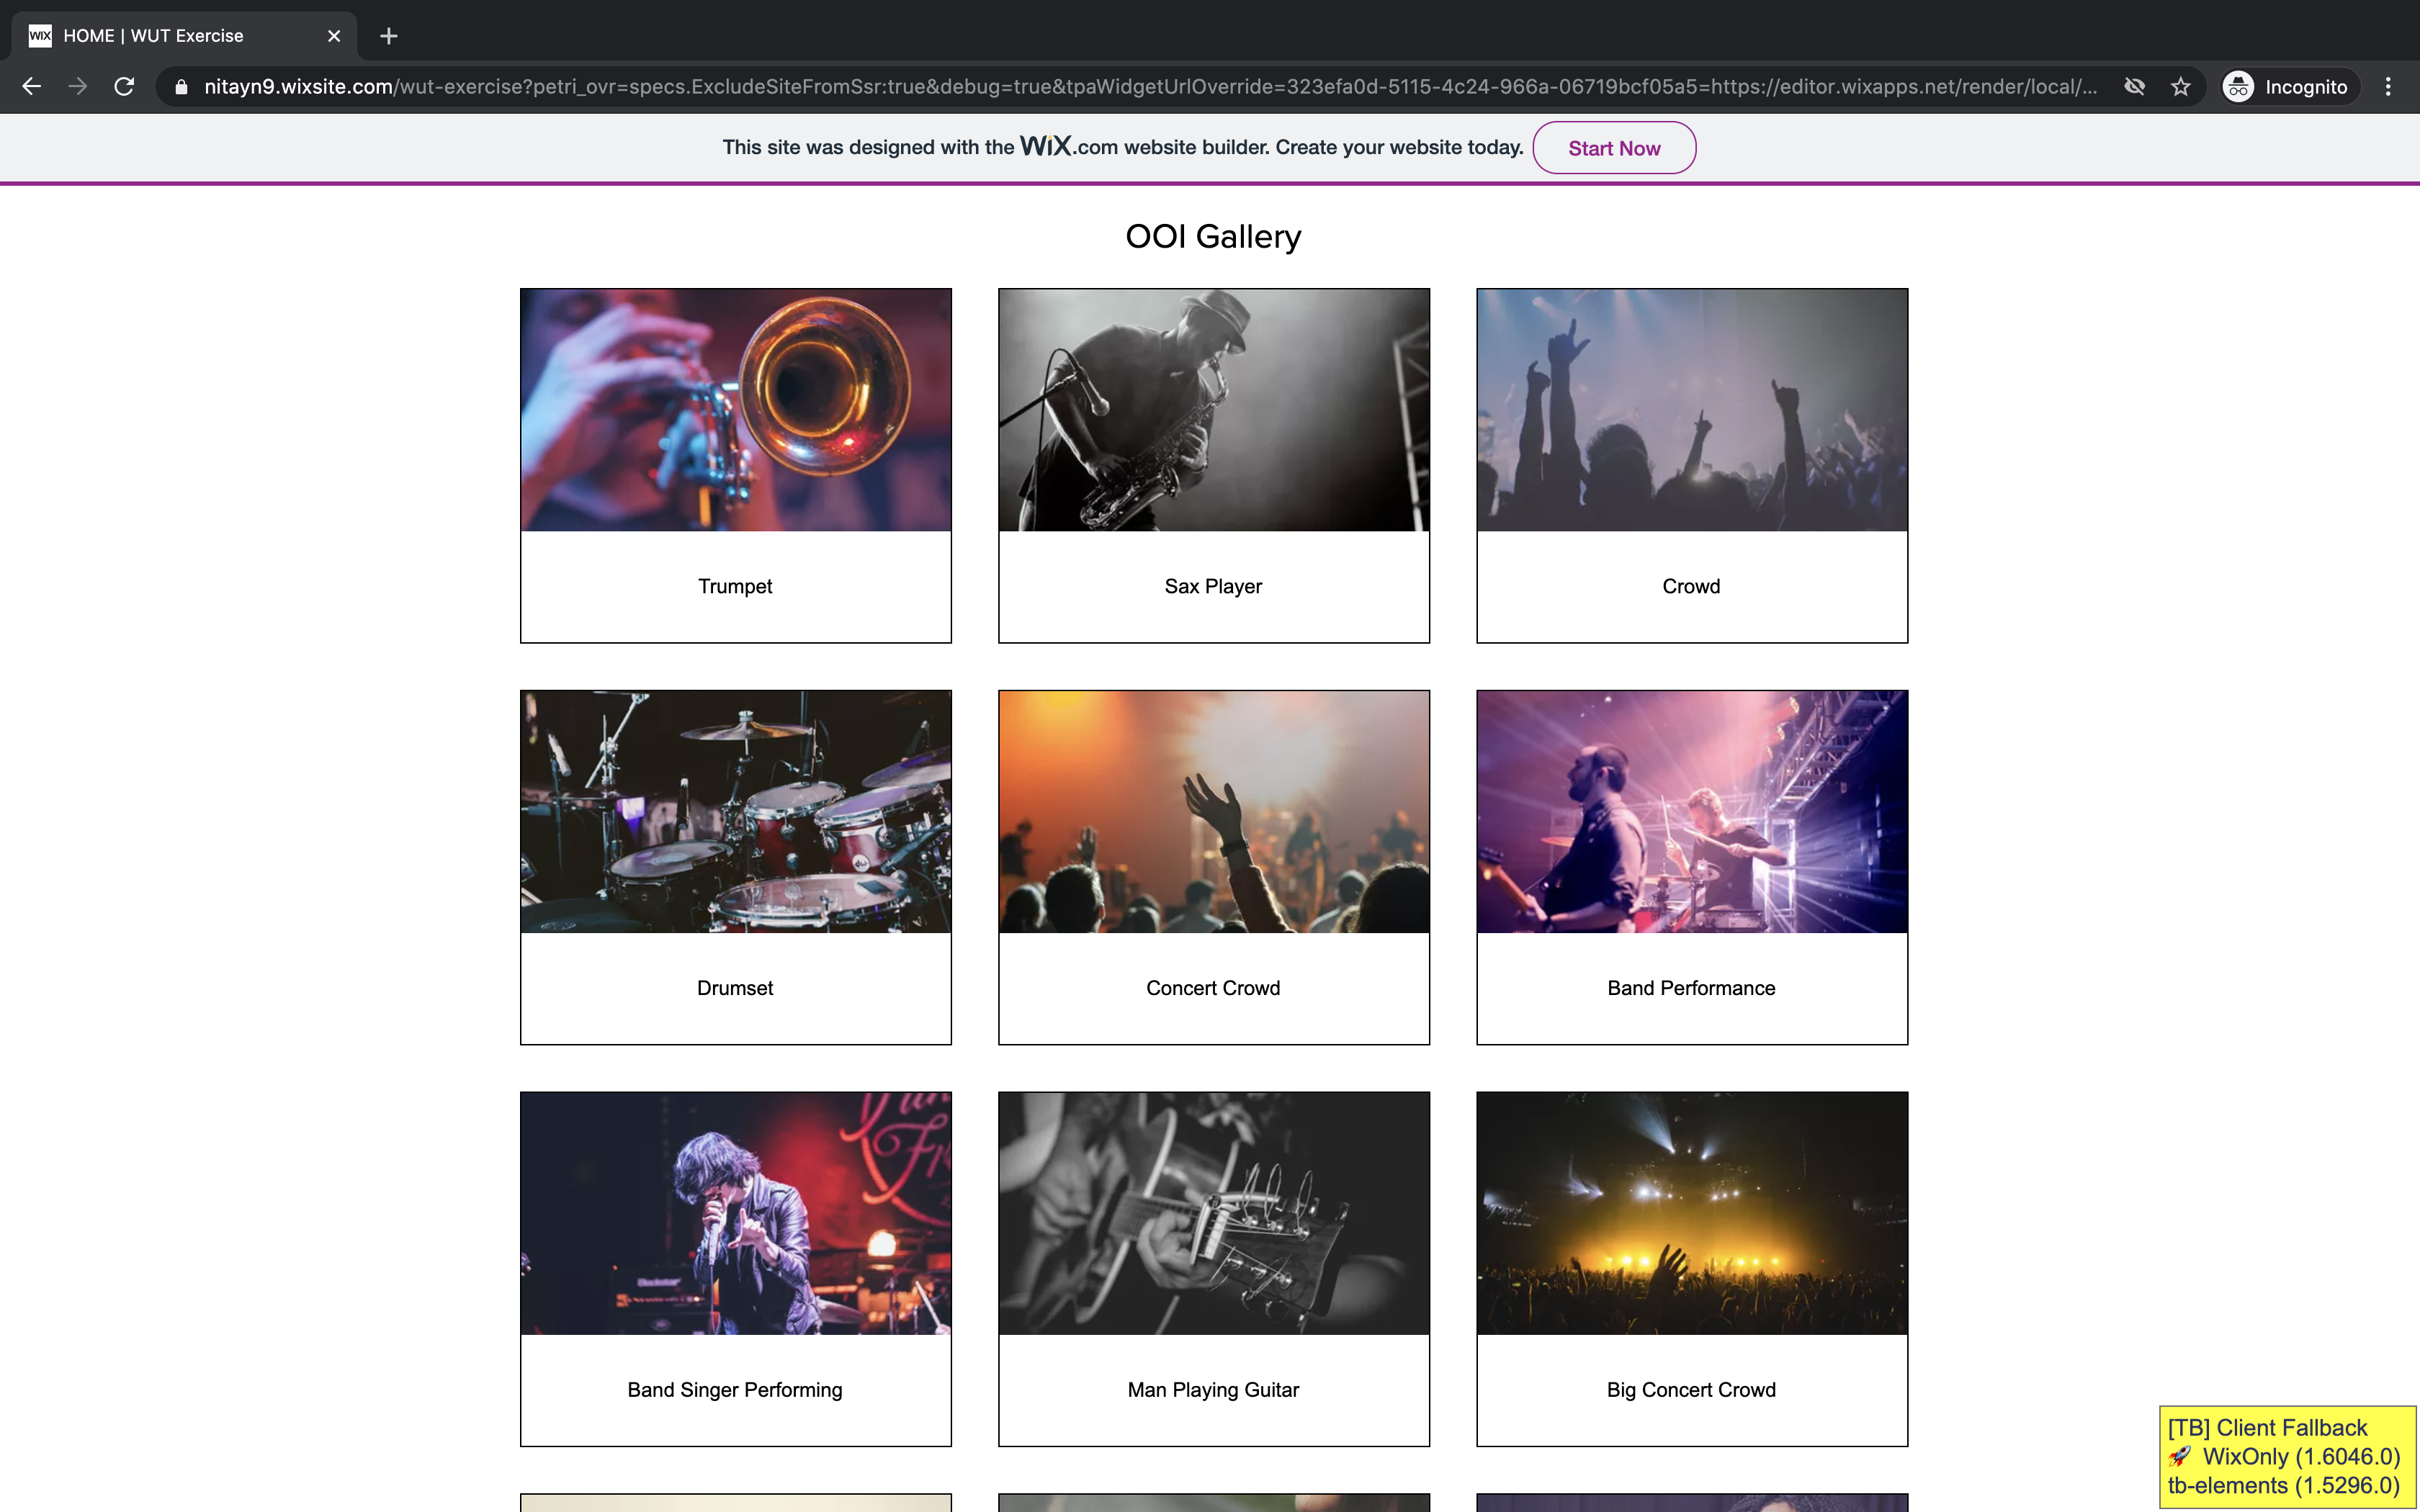 WIX HOME | WUT Exercise
nitayn9.wixsite.com/wut-exercise?petri_ovr=specs.ExcludeSiteFromSsr:true&debug=true&tpaWidgetUrlOverride=323efa0d-5115-4c24-966a-06719bcf05a5=https://editor.wixapps.net/render/local/... Incognito
This site was designed with the WiX.com website builder. Create your website today. Start Now
OOI Gallery
Trumpet Sax Player Crowd
Drumset Concert Crowd Band Performance
Band Singer Performing Man Playing Guitar Big Concert Crowd
[TB] Client Fallback
🚀 WixOnly (1.6046.0)
tb-elements (1.5296.0)